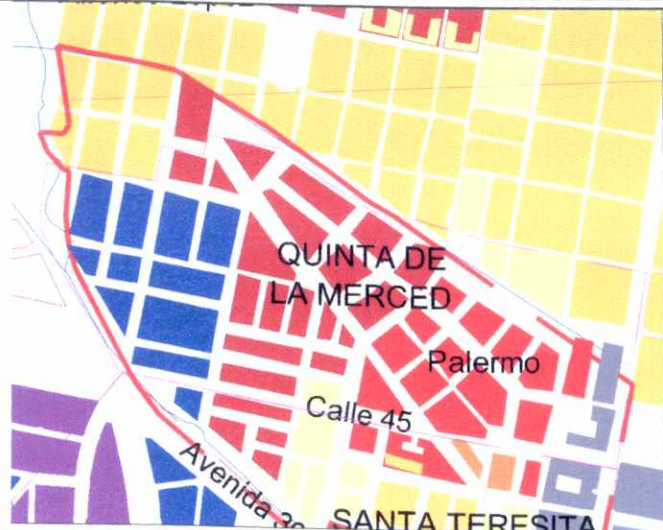 QUINTA DE
LA MERCED
Palermo
Calle 45
Avenida
SANTA TERESITA